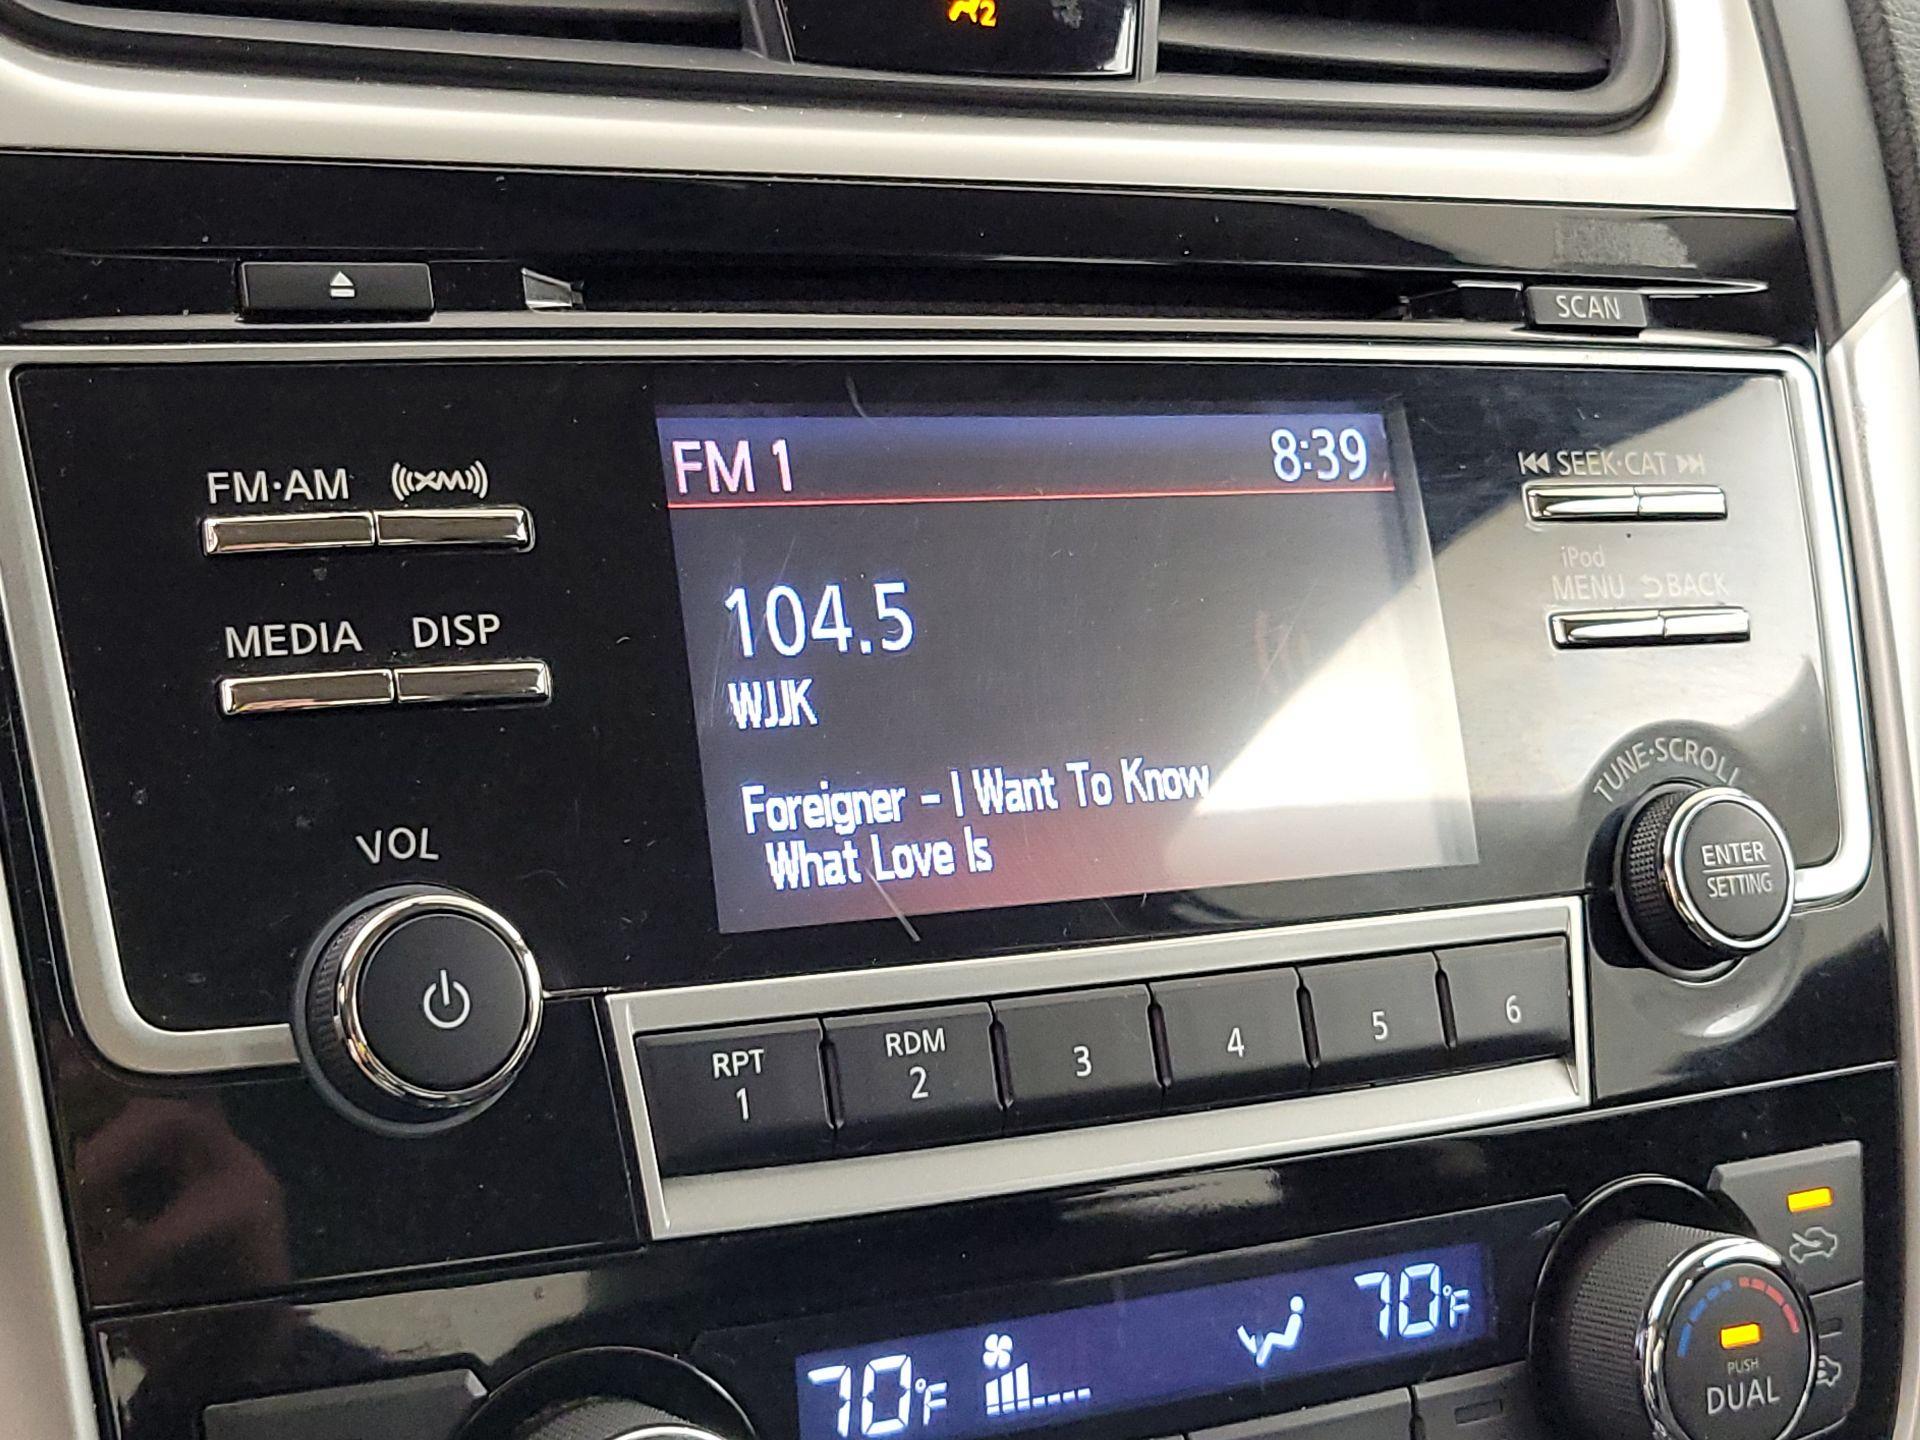 SCAN
FM 1 8:39
FM·AM XM
SEEK·CAT
iPod
MENU BACK
104.5
MEDIA DISP
WJJK
TUNE·SCROLL
Foreigner - I Want To Know
What Love Is
VOL
ENTER
SETTING
RPT
1
RDM
2
3
4
5
6
70°F
70°F
PUSH
DUAL